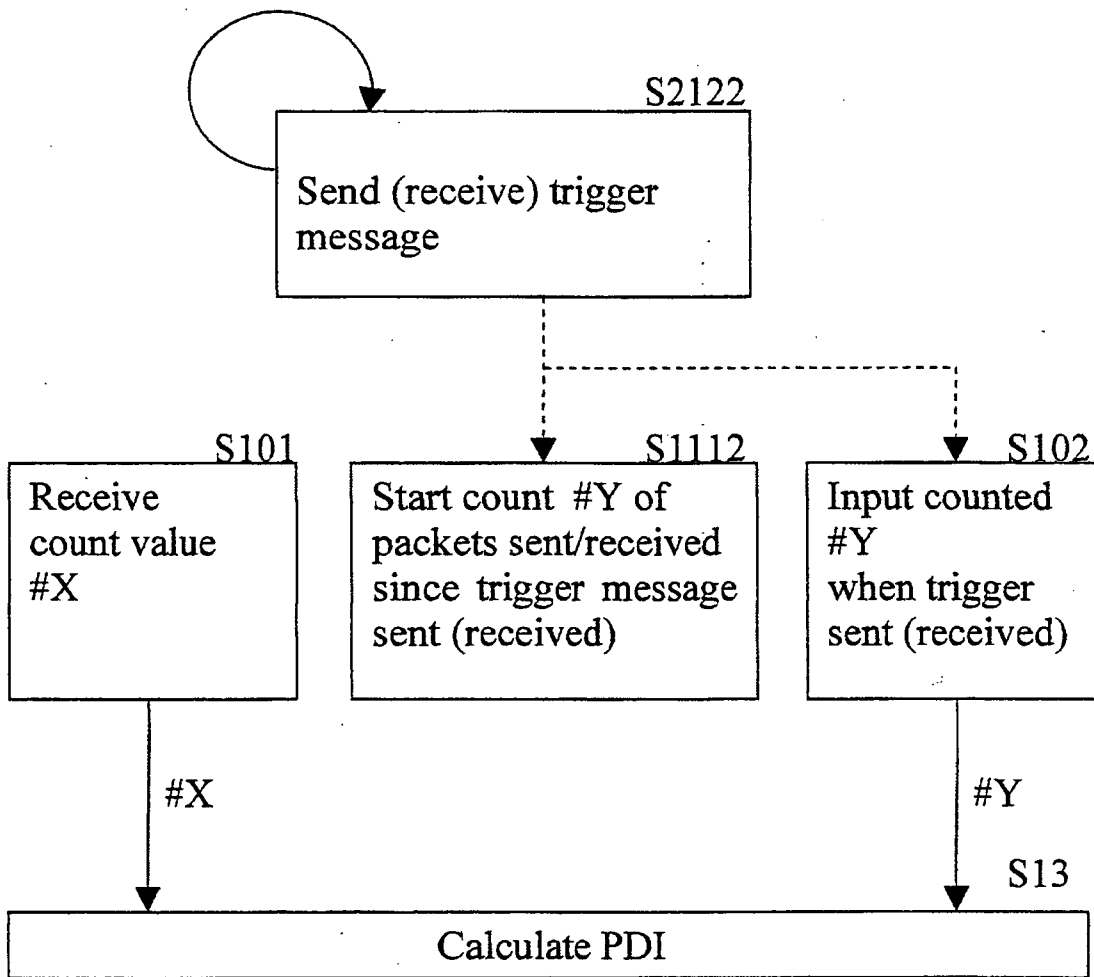 S2122
Send (receive) trigger
message
S101
Receive
count value
#X
S1112
Start count #Y of
packets sent/received
since trigger message
sent (received)
S102
Input counted
#Y
when trigger
sent (received)
#X
#Y
S13
Calculate PDI